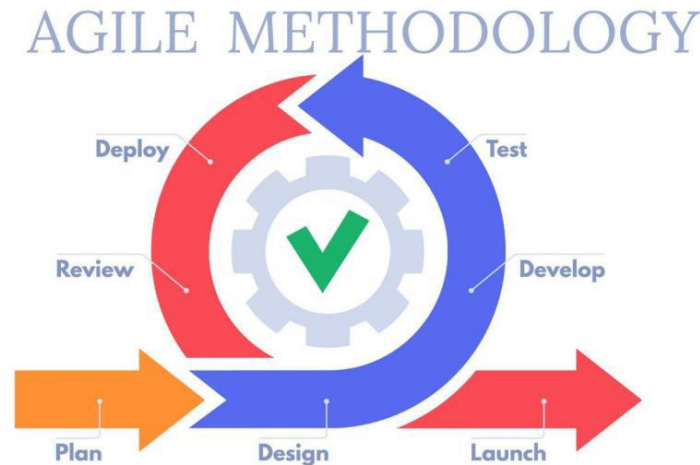 AGILE METHODOLOGY
Deploy
Test
Review
Develop
Plan
Design
Launch